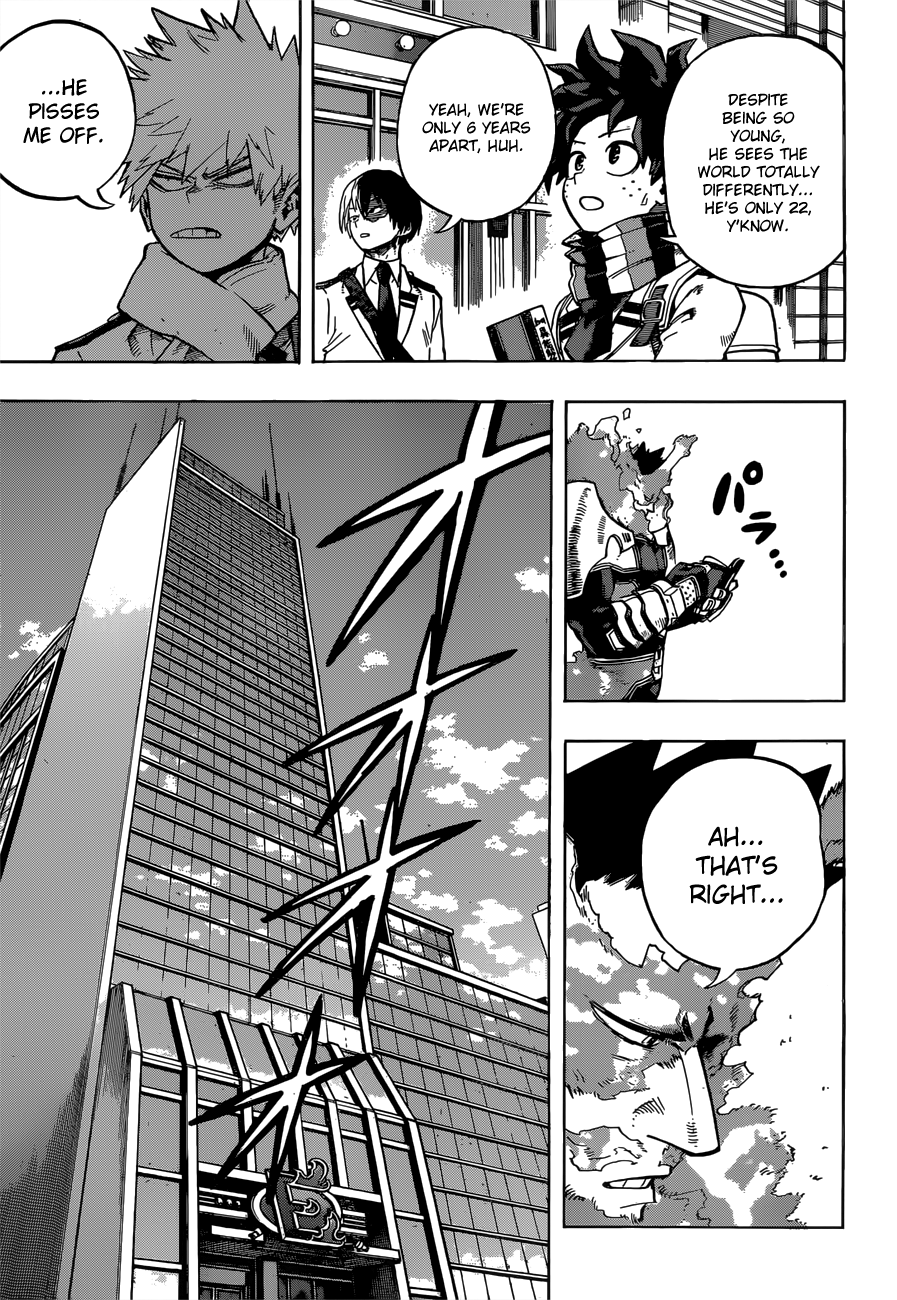 DESPITE
BEING SO
YOUNG,
HE SEES THE
WORLD TOTALLY
DIFFERENTLY...
HE'S ONLY 22,
Y'KNOW.
YEAH, WE'RE
ONLY 6 YEARS
APART, HUH.
...HE
PISSES
ME OFF.
パラ...
AH...
THAT'S
RIGHT...